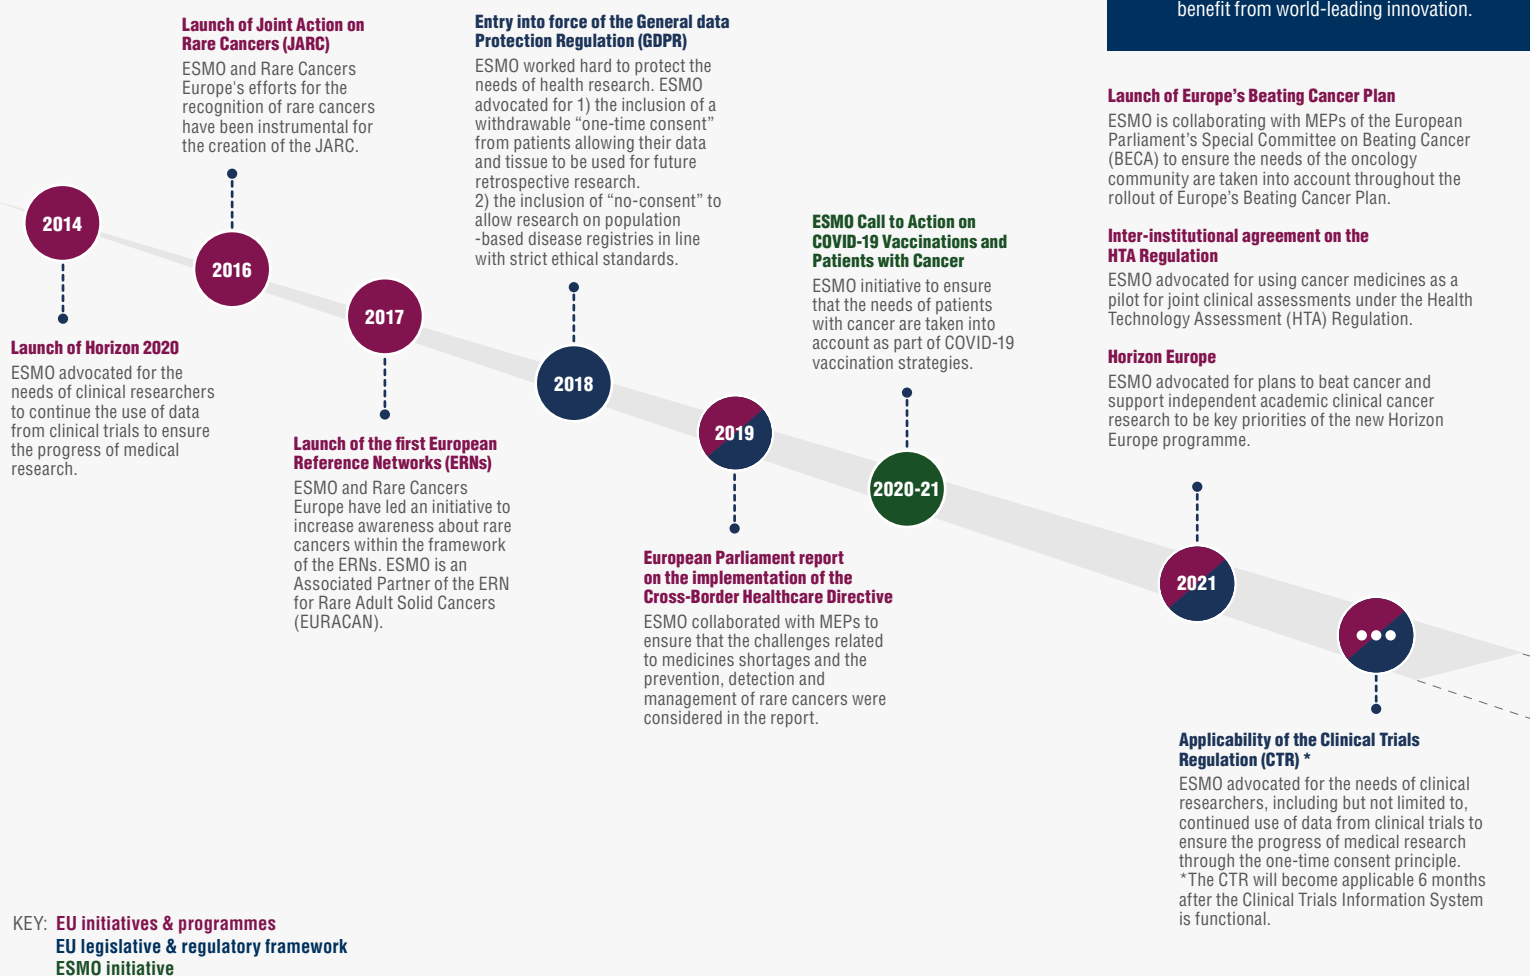 benefit from world-leading innovation.
2014
Launch of Horizon 2020
ESMO advocated for the
needs of clinical researchers
to continue the use of data
from clinical trials to ensure
the progress of medical
research.
Launch of Joint Action on
Rare Cancers (JARC)
ESMO and Rare Cancers
Europe's efforts for the
recognition of rare cancers
have been instrumental for
the creation of the JARC.
2016
2017
Launch of the first European
Reference Networks (ERNs)
ESMO and Rare Cancers
Europe have led an initiative to
increase awareness about rare
cancers within the framework
of the ERNs. ESMO is an
Associated Partner of the ERN
for Rare Adult Solid Cancers
(EURACAN).
Entry into force of the General data
Protection Regulation (GDPR)
ESMO worked hard to protect the
needs of health research. ESMO
advocated for 1) the inclusion of a
withdrawable “one-time consent”
from patients allowing their data
and tissue to be used for future
retrospective research.
2) the inclusion of “no-consent” to
allow research on population
-based disease registries in line
with strict ethical standards.
2018
2019
European Parliament report
on the implementation of the
Cross-Border Healthcare Directive
ESMO collaborated with MEPs to
ensure that the challenges related
to medicines shortages and the
prevention, detection and
management of rare cancers were
considered in the report.
ESMO Call to Action on
COVID-19 Vaccinations and
Patients with Cancer
ESMO initiative to ensure
that the needs of patients
with cancer are taken into
account as part of COVID-19
vaccination strategies.
2020-21
Launch of Europe’s Beating Cancer Plan
ESMO is collaborating with MEPs of the European
Parliament’s Special Committee on Beating Cancer
(BECA) to ensure the needs of the oncology
community are taken into account throughout the
rollout of Europe’s Beating Cancer Plan.
Inter-institutional agreement on the
HTA Regulation
ESMO advocated for using cancer medicines as a
pilot for joint clinical assessments under the Health
Technology Assessment (HTA) Regulation.
Horizon Europe
ESMO advocated for plans to beat cancer and
support independent academic clinical cancer
research to be key priorities of the new Horizon
Europe programme.
2021
Applicability of the Clinical Trials
Regulation (CTR) *
ESMO advocated for the needs of clinical
researchers, including but not limited to,
continued use of data from clinical trials to
ensure the progress of medical research
through the one-time consent principle.
*The CTR will become applicable 6 months
after the Clinical Trials Information System
is functional.
KEY: EU initiatives & programmes
EU legislative & regulatory framework
ESMO initiative